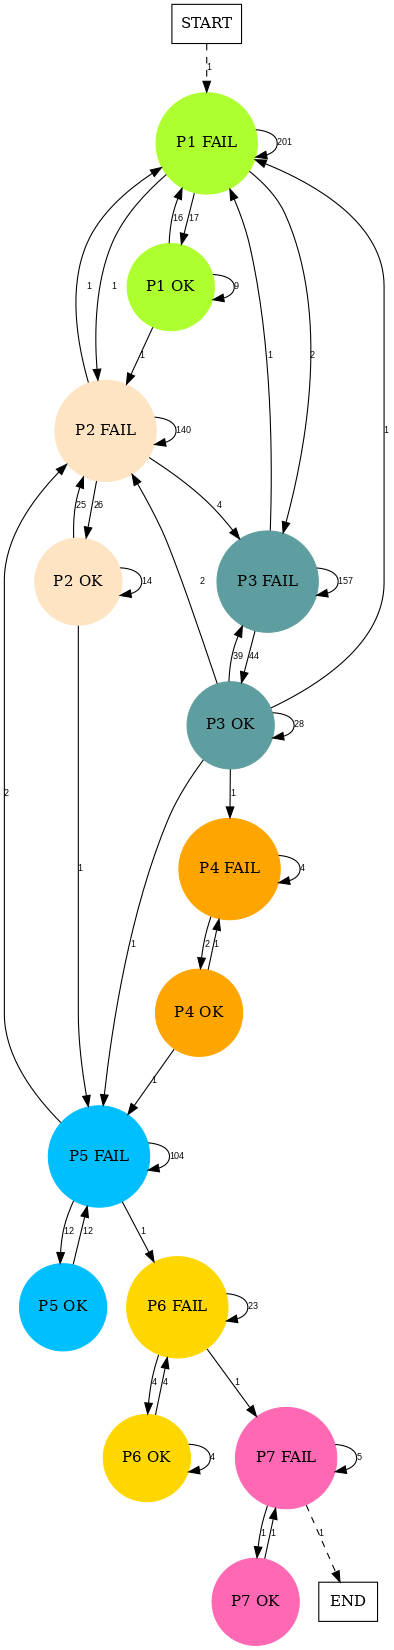 START
1
P1 FAIL
201
16
17
1
1
P1 OK
9
1
2
1
1
P2 FAIL
140
25
26
4
2
P2 OK
14
P3 FAIL
157
39
44
P3 OK
28
2
1
1
1
P4 FAIL
4
2
1
P4 OK
1
P5 FAIL
104
12
12
1
P5 OK
P6 FAIL
23
4
4
1
P6 OK
4
P7 FAIL
5
1
1
1
P7 OK
END